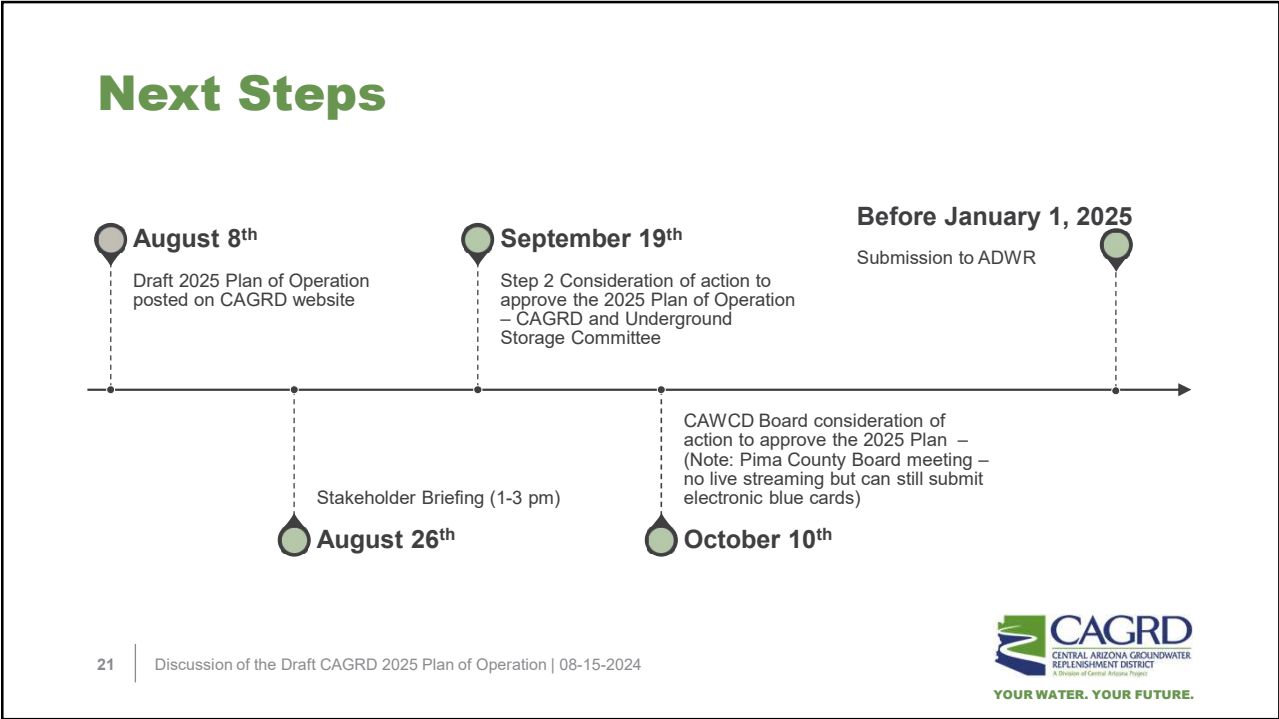 Next Steps
August 8th
Draft 2025 Plan of Operation
posted on CAGRD website
September 19th
Step 2 Consideration of action to
approve the 2025 Plan of Operation
– CAGRD and Underground
Storage Committee
Before January 1, 2025
Submission to ADWR
Stakeholder Briefing (1-3 pm)
August 26th
CAWCD Board consideration of
action to approve the 2025 Plan –
(Note: Pima County Board meeting –
no live streaming but can still submit
electronic blue cards)
October 10th
21
Discussion of the Draft CAGRD 2025 Plan of Operation | 08-15-2024
CAGRD
CENTRAL ARIZONA GROUNDWATER
REPLENISHMENT DISTRICT
A Division of Central Arizona Project
YOUR WATER. YOUR FUTURE.